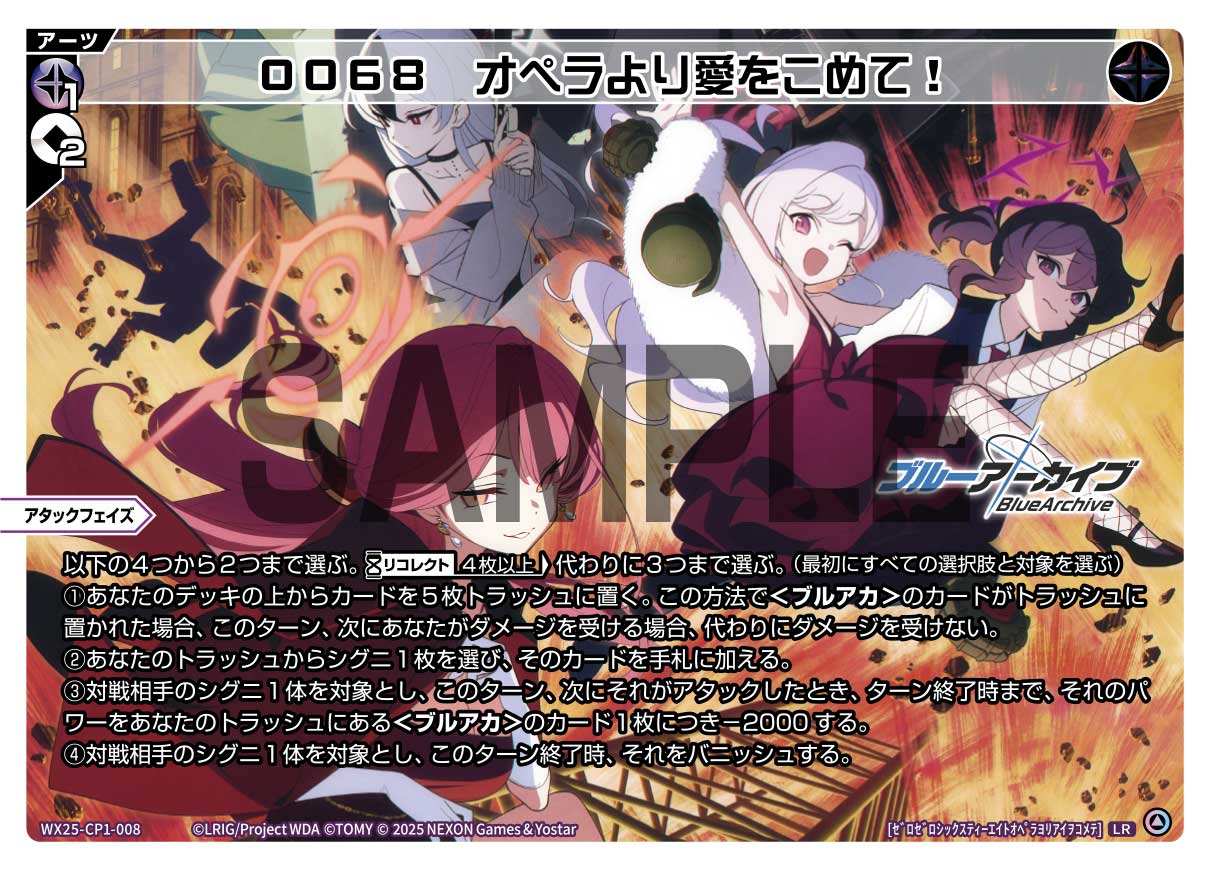 アーツ
0068 オペラより愛をこめて！
1
2
SAMPLE
ブルーアーカイブ
BlueArchive
アタックフェイズ
以下の４つから２つまで選ぶ。リコレクト ４枚以上 代わりに３つまで選ぶ。（最初にすべての選択肢と対象を選ぶ）
①あなたのデッキの上からカードを５枚トラッシュに置く。この方法で＜ブルアカ＞のカードがトラッシュに
置かれた場合、このターン、次にあなたがダメージを受ける場合、代わりにダメージを受けない。
②あなたのトラッシュからシグニ１枚を選び、そのカードを手札に加える。
③対戦相手のシグニ１体を対象とし、このターン、次にそれがアタックしたとき、ターン終了時まで、それのパ
ワーをあなたのトラッシュにある＜ブルアカ＞のカード１枚につき－2000する。
④対戦相手のシグニ１体を対象とし、このターン終了時、それをバニッシュする。
WX25-CP1-008 ©LRIG/Project WDA ©TOMY © 2025 NEXON Games & Yostar [ｾﾞﾛｾﾞﾛｼｯｸｽﾃｨｰｴｲﾄｵﾍﾟﾗﾖﾘｱｲｦｺﾒﾃ] LR